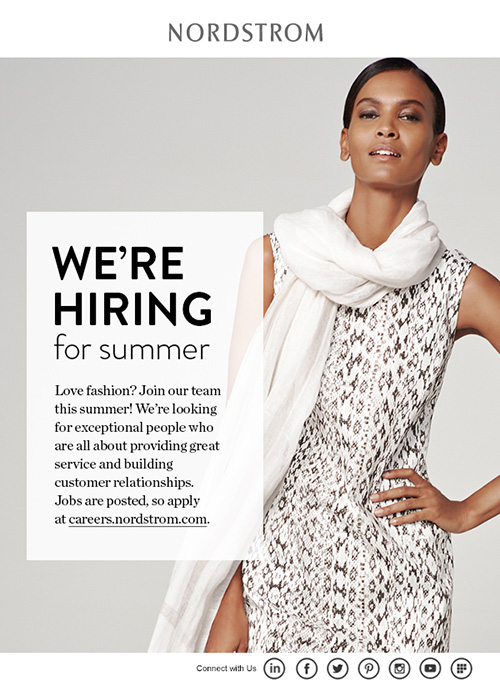 NORDSTROM
WE’RE
HIRING
for summer
Love fashion? Join our team
this summer! We’re looking
for exceptional people who
are all about providing great
service and building
customer relationships.
Jobs are posted, so apply
at careers.nordstrom.com.
Connect with Us